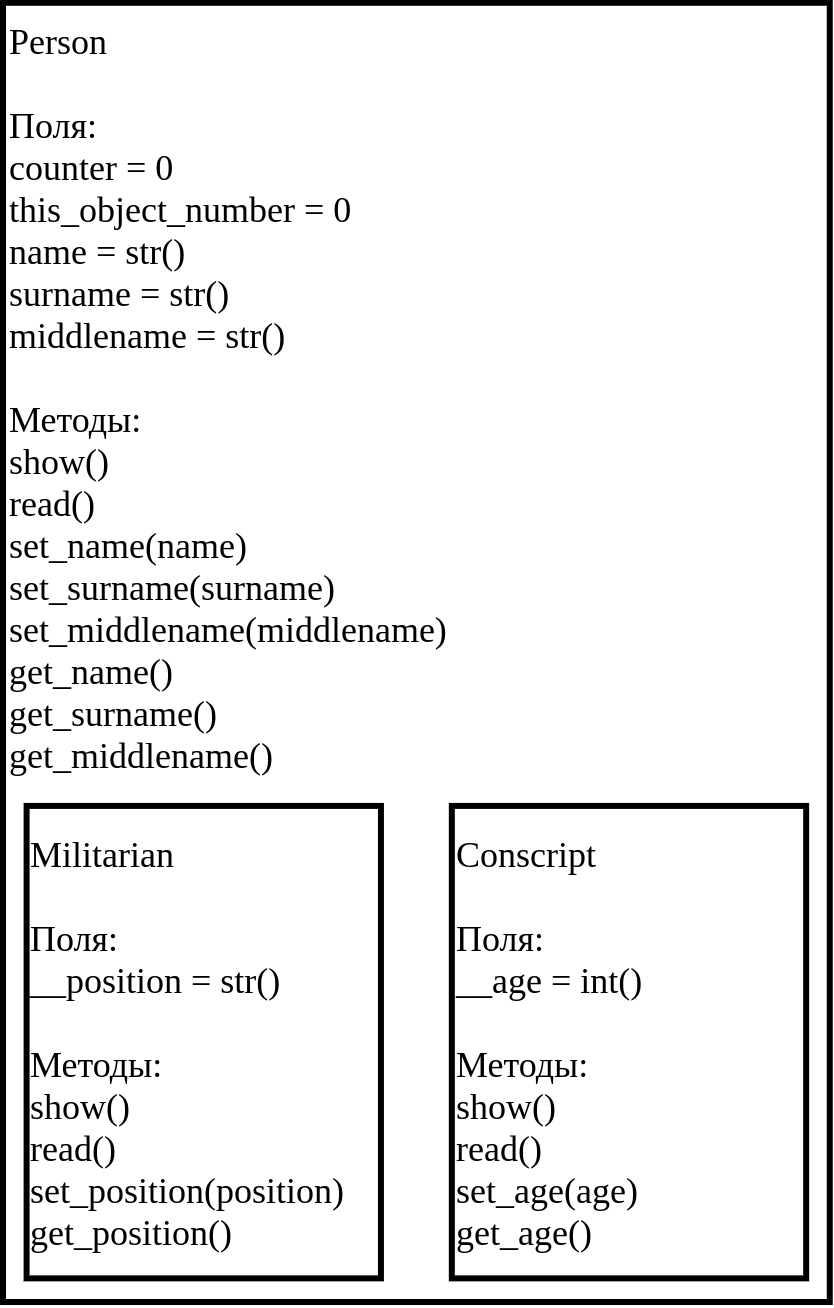 Person
Поля:
counter = 0
this_object_number = 0
name = str()
surname = str()
middlename = str()
Методы:
show()
read()
set_name(name)
set_surname(surname)
set_middlename(middlename)
get_name()
get_surname()
get_middlename()
Militarian
Поля:
__position = str()
Методы:
show()
read()
set_position(position)
get_position()
Conscript
Поля:
__age = int()
Методы:
show()
read()
set_age(age)
get_age()